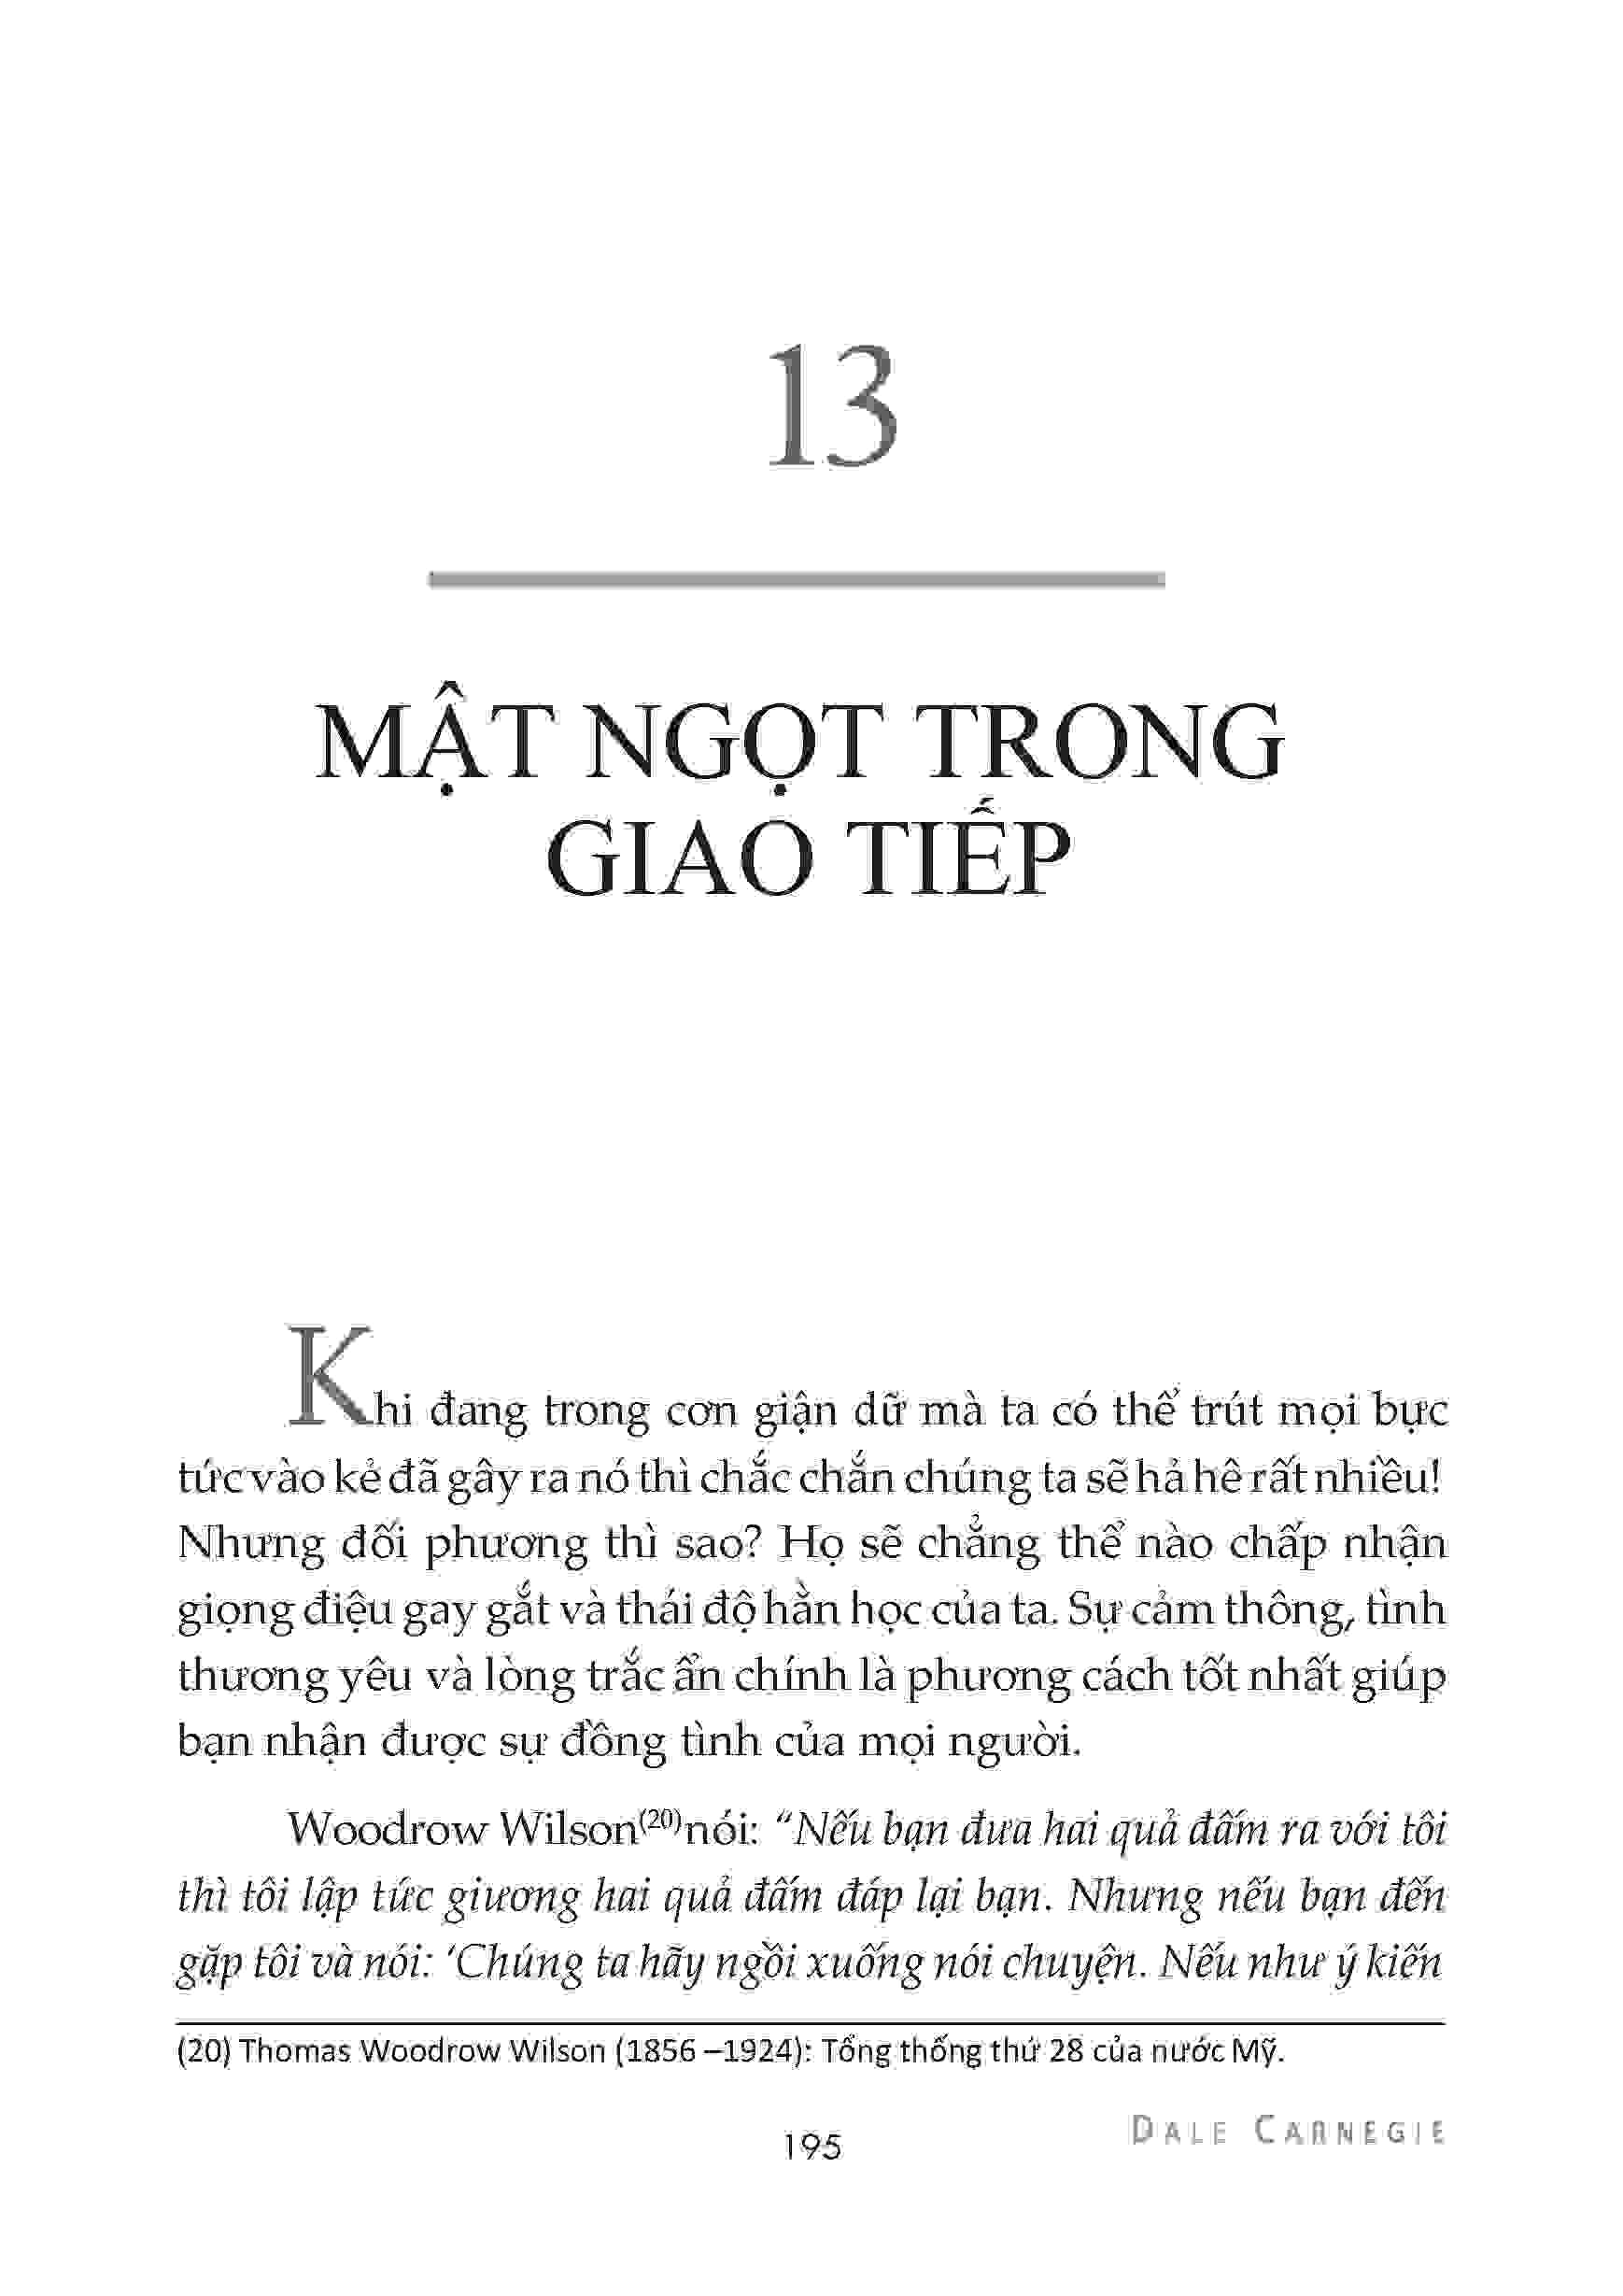 13
MẬT NGỌT TRONG
GIAO TIẾP
Khi đang trong cơn giận dữ mà ta có thể trút mọi bực
tức vào kẻ đã gây ra nó thì chắc chắn chúng ta sẽ hả hê rất nhiều!
Nhưng đối phương thì sao? Họ sẽ chẳng thể nào chấp nhận
giọng điệu gay gắt và thái độ hằn học của ta. Sự cảm thông, tình
thương yêu và lòng trắc ẩn chính là phương cách tốt nhất giúp
bạn nhận được sự đồng tình của mọi người.
Woodrow Wilson(20) nói: “Nếu bạn đưa hai quả đấm ra với tôi
thì tôi lập tức giương hai quả đấm đáp lại bạn. Nhưng nếu bạn đến
gặp tôi và nói: ‘Chúng ta hãy ngồi xuống nói chuyện. Nếu như ý kiến
(20) Thomas Woodrow Wilson (1856 –1924): Tổng thống thứ 28 của nước Mỹ.
195
DALE CARNEGIE